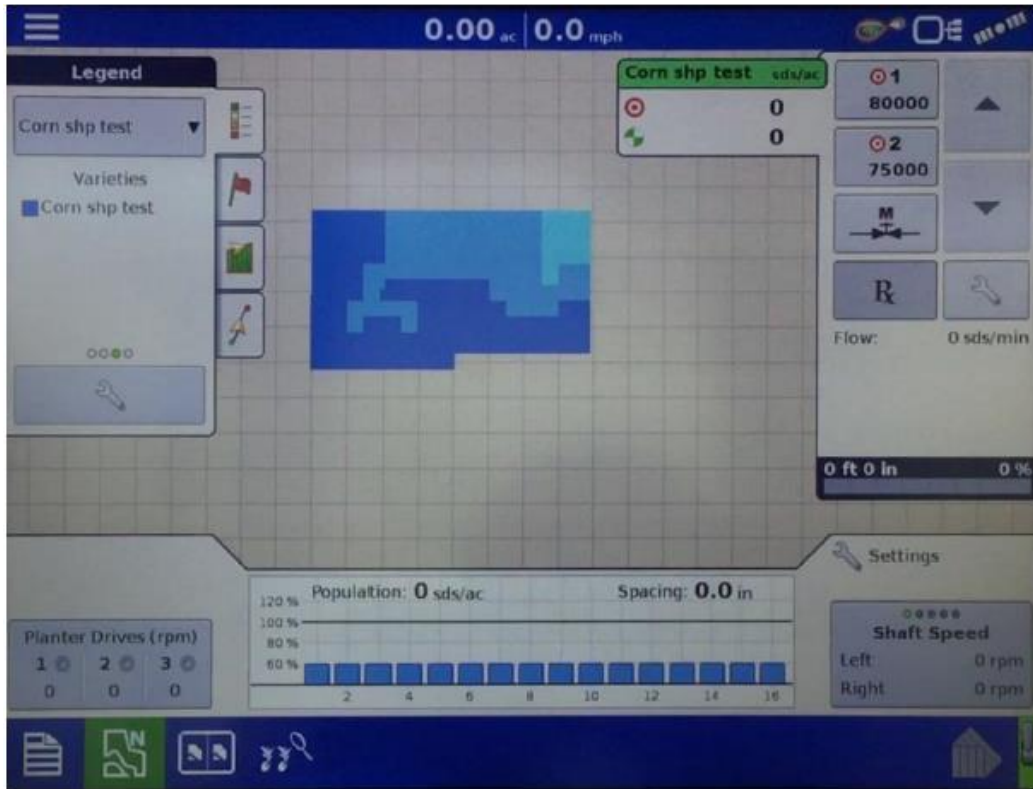 0.00 ac 0.0 mph
Legend
Corn shp test
Varieties
Corn shp test
Corn shp test sds/ac
0
0
1
80000
2
75000
M
Rx
Flow: 0 sds/min
0 ft 0 in 0 %
Settings
Population: 0 sds/ac Spacing: 0.0 in
120 %
100 %
80 %
60 %
2 4 6 8 10 12 14 16
Planter Drives (rpm)
1 2 3
0 0 0
Shaft Speed
Left 0 rpm
Right 0 rpm
N